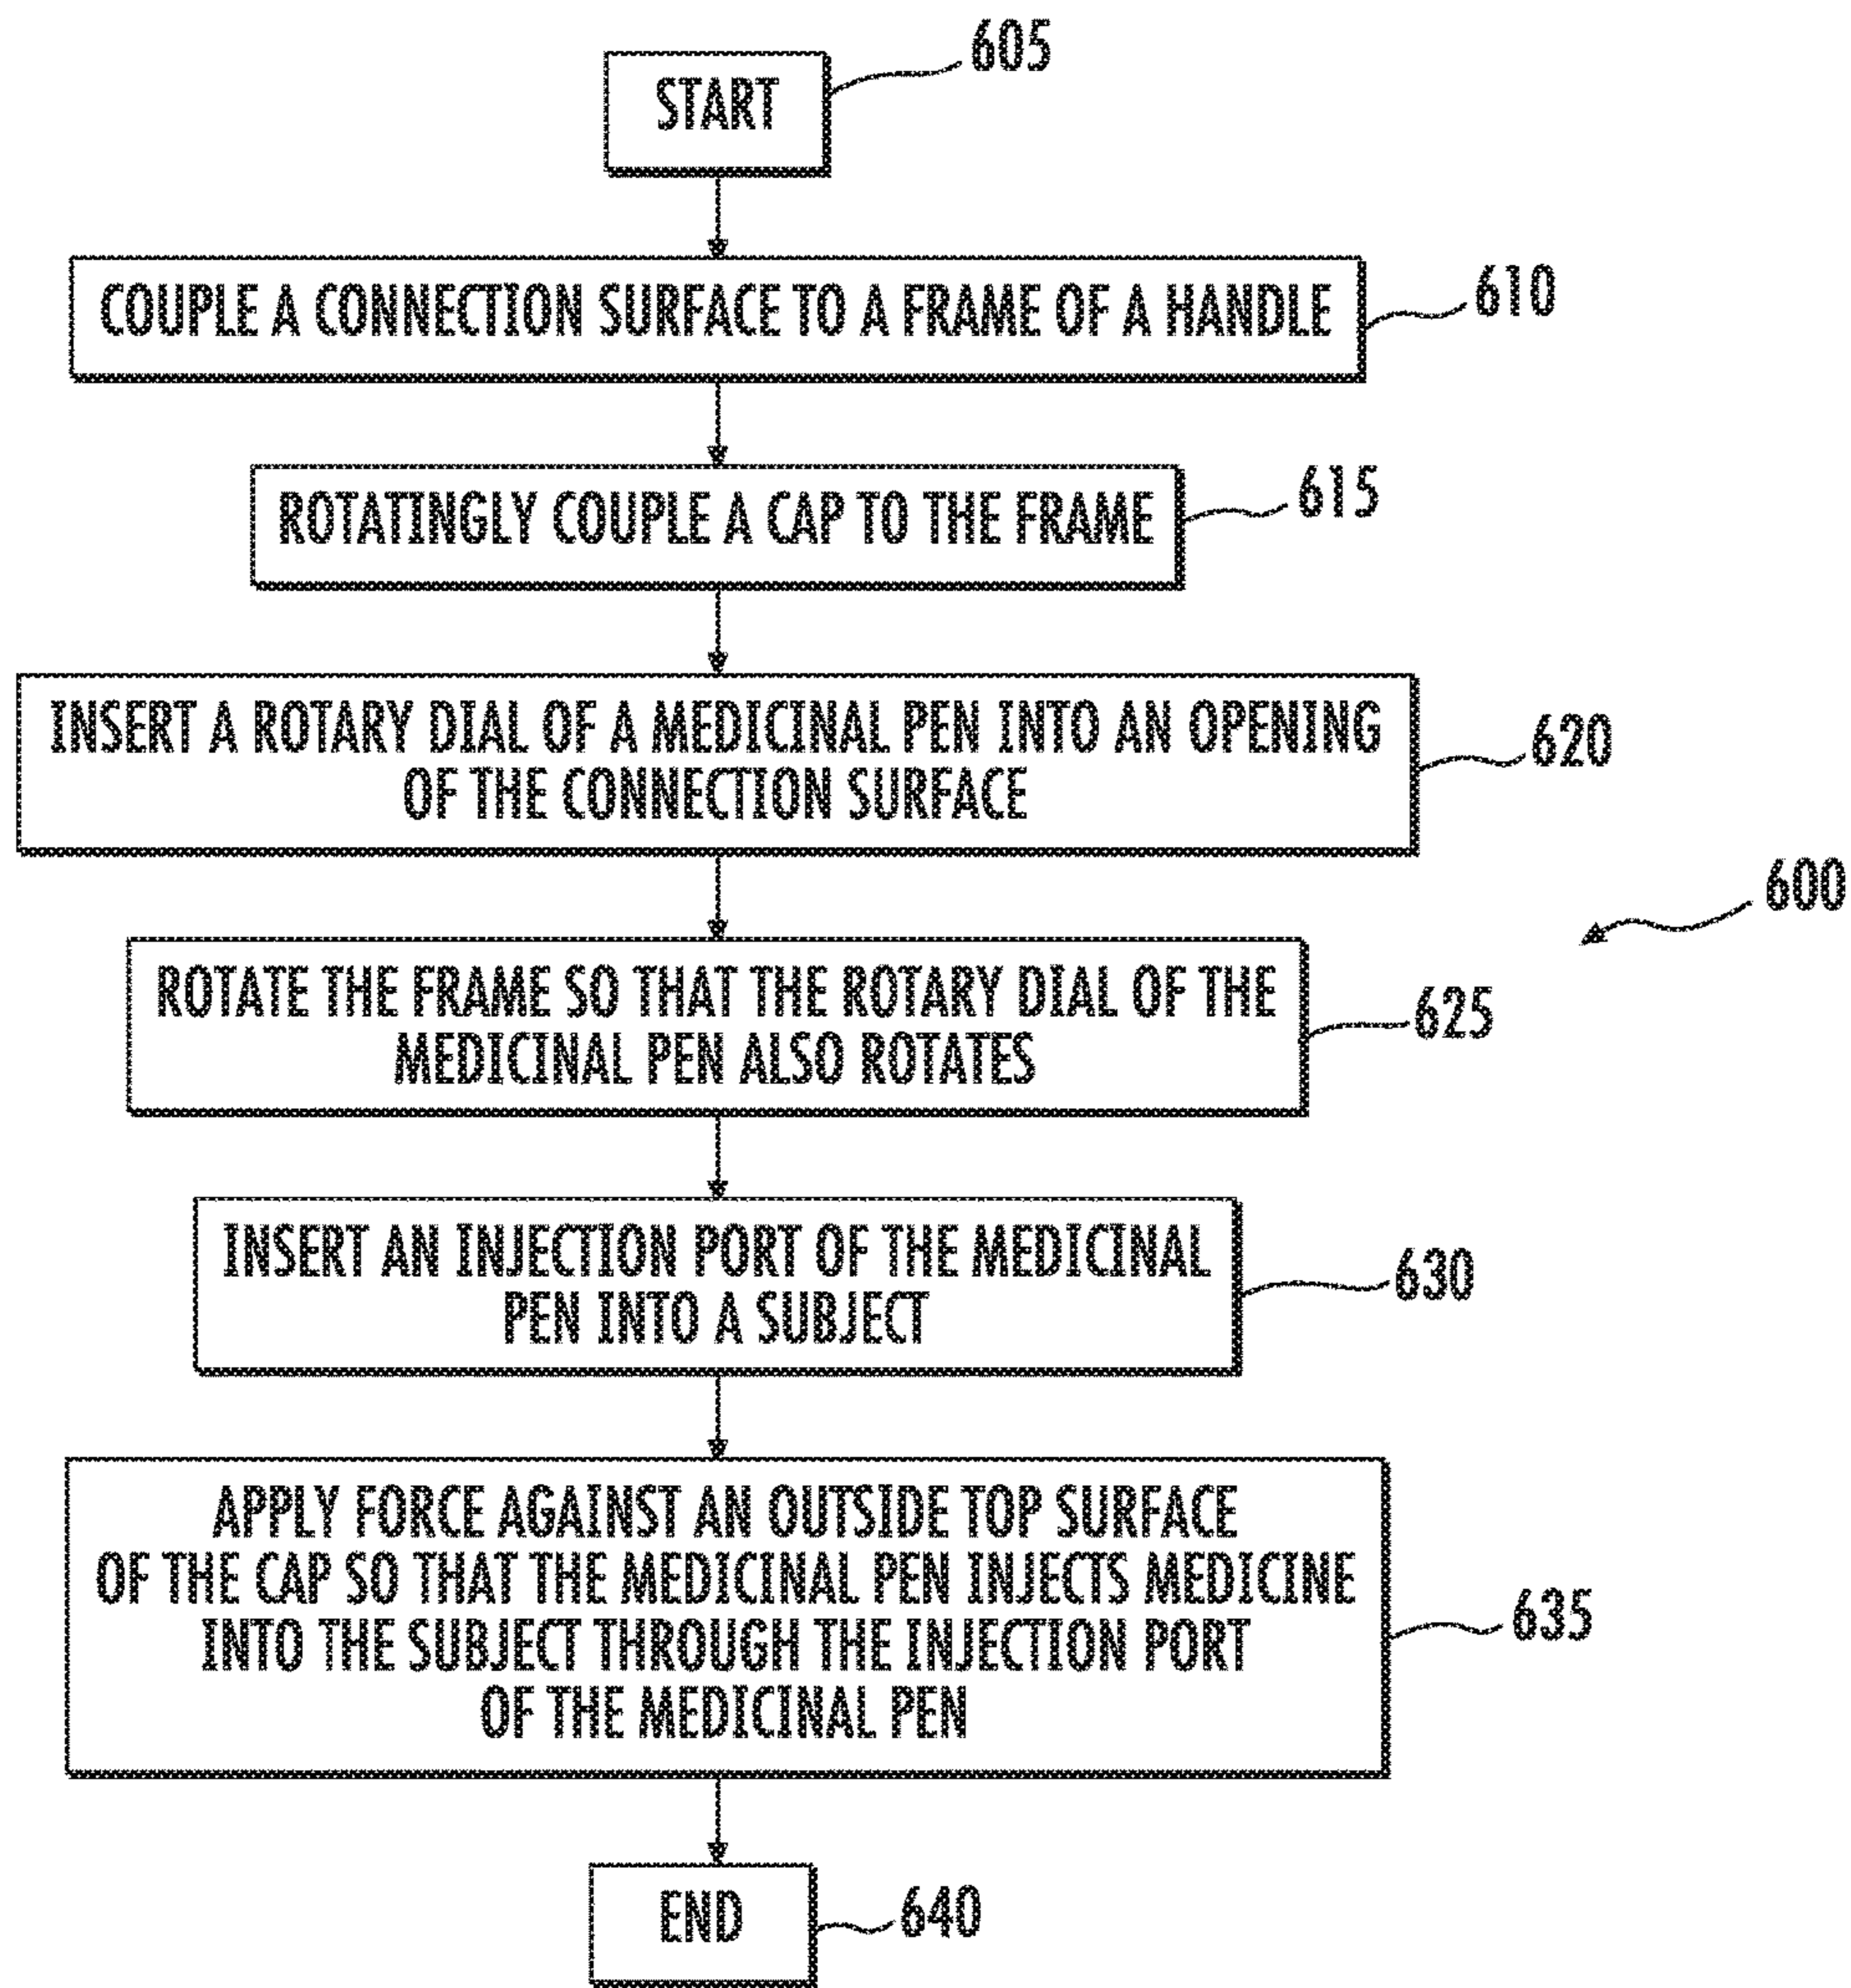 START
605
COUPLE A CONNECTION SURFACE TO A FRAME OF A HANDLE
610
ROTATINGLY COUPLE A CAP TO THE FRAME
615
INSERT A ROTARY DIAL OF A MEDICINAL PEN INTO AN OPENING
OF THE CONNECTION SURFACE
620
600
ROTATE THE FRAME SO THAT THE ROTARY DIAL OF THE
MEDICINAL PEN ALSO ROTATES
625
INSERT AN INJECTION PORT OF THE MEDICINAL
PEN INTO A SUBJECT
630
APPLY FORCE AGAINST AN OUTSIDE TOP SURFACE
OF THE CAP SO THAT THE MEDICINAL PEN INJECTS MEDICINE
INTO THE SUBJECT THROUGH THE INJECTION PORT
OF THE MEDICINAL PEN
635
END
640